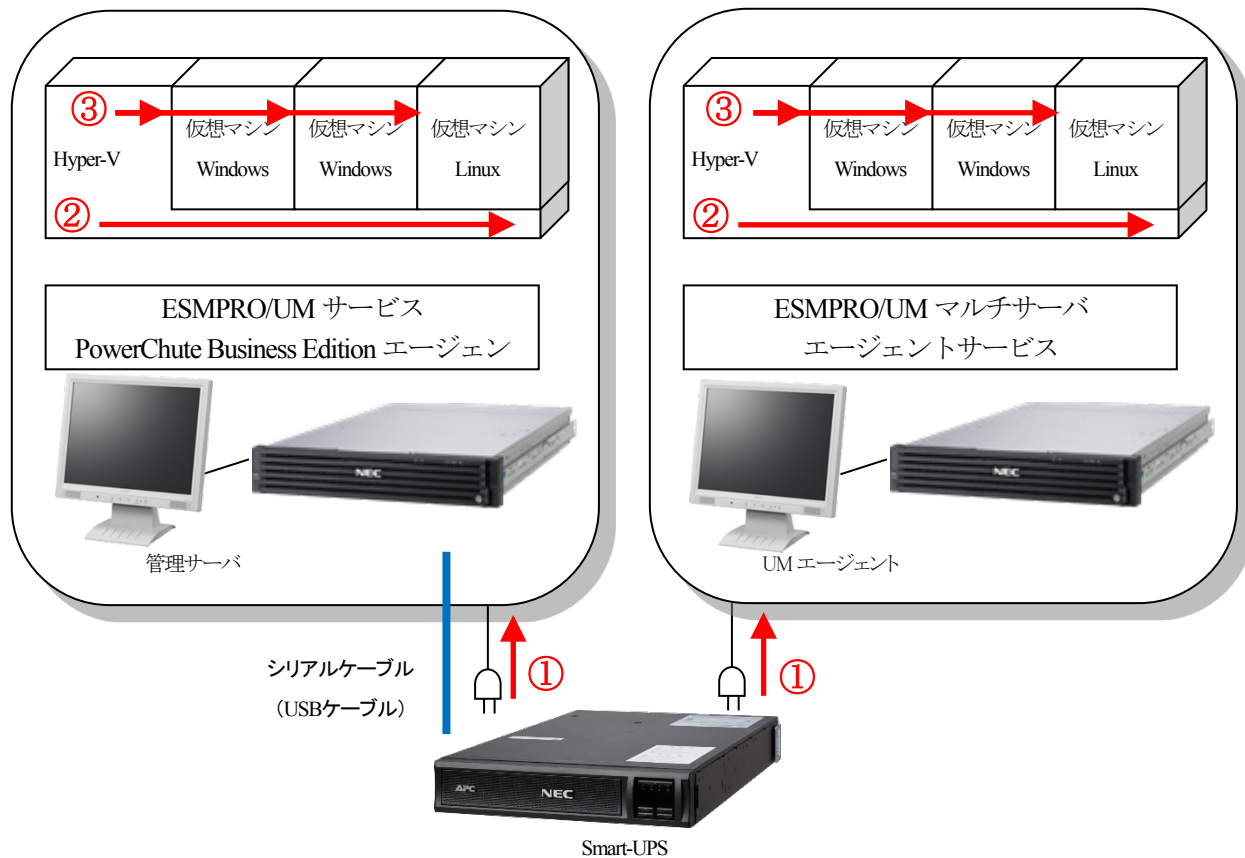 ③
仮想マシン
仮想マシン
仮想マシン
Hyper-V
Windows
Windows
Linux
②
ESMPRO/UM サービス
PowerChute Business Edition エージェン
NEC
管理サーバ
③
仮想マシン
仮想マシン
仮想マシン
Hyper-V
Windows
Windows
Linux
②
ESMPRO/UM マルチサーバ
エージェントサービス
NEC
UM エージェント
シリアルケーブル
（USBケーブル）
①
①
APC
NEC
Smart-UPS